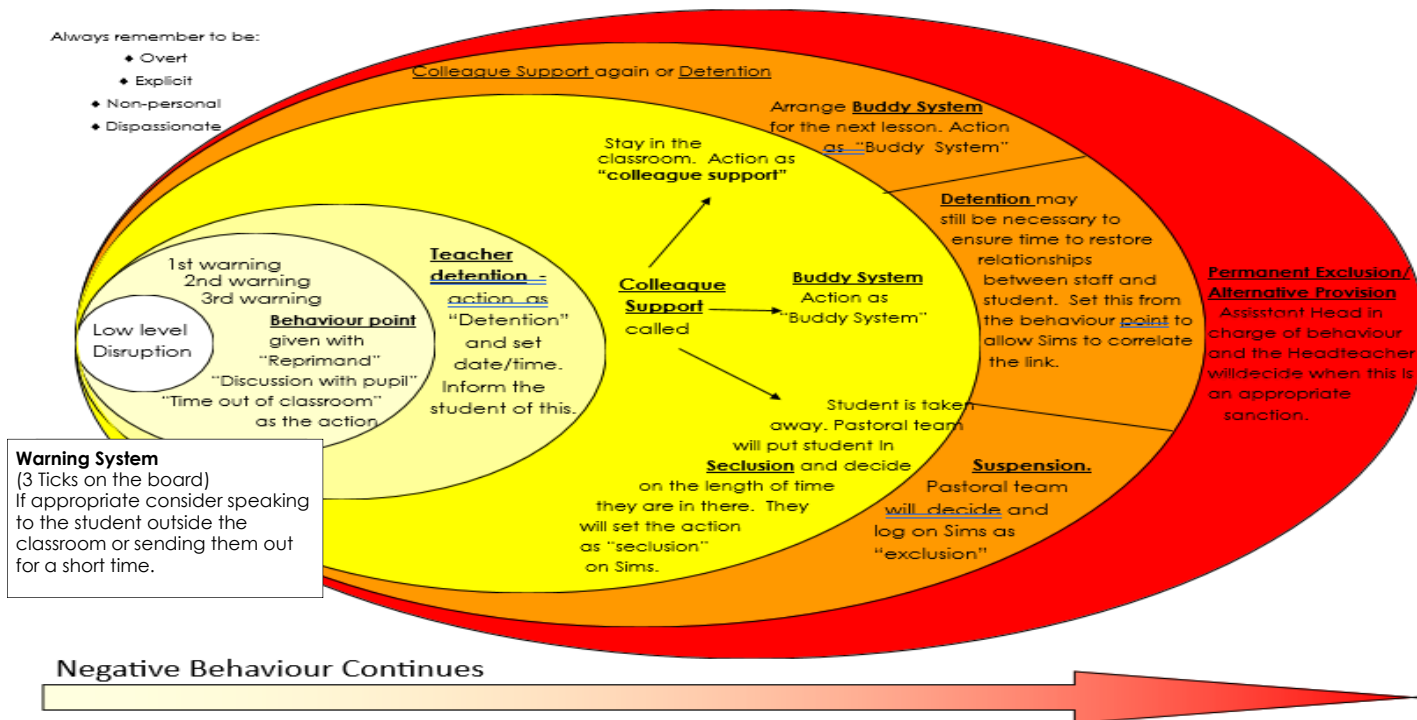 Always remember to be:
◆ Overt
◆ Explicit
◆ Non-personal
◆ Dispassionate
Colleague Support again or Detention
Arrange Buddy System
for the next lesson. Action
as "Buddy System"
Stay in the
classroom. Action as
"colleague support"
Detention may
still be necessary to
ensure time to restore
relationships
between staff and
student. Set this from
the behaviour point to
allow Sims to correlate
the link.
1st warning
2nd warning
3rd warning
Behaviour point
given with
"Reprimand"
"Discussion with pupil"
"Time out of classroom"
as the action
Low level
Disruption
Teacher
detention -
action as
"Detention"
and set
date/time.
Inform the
student of this.
Colleague
Support
called
Buddy System
Action as
"Buddy System"
Permanent Exclusion/
Alternative Provision
Assisstant Head in
charge of behaviour
and the Headteacher
willdecide when this is
an appropriate
sanction.
Student is taken
away. Pastoral team
will put student In
Seclusion and decide
on the length of time
they are in there. They
will set the action
as "seclusion"
on Sims.
Suspension.
Pastoral team
will decide and
log on Sims as
"exclusion"
Warning System
(3 Ticks on the board)
If appropriate consider speaking
to the student outside the
classroom or sending them out
for a short time.
Negative Behaviour Continues